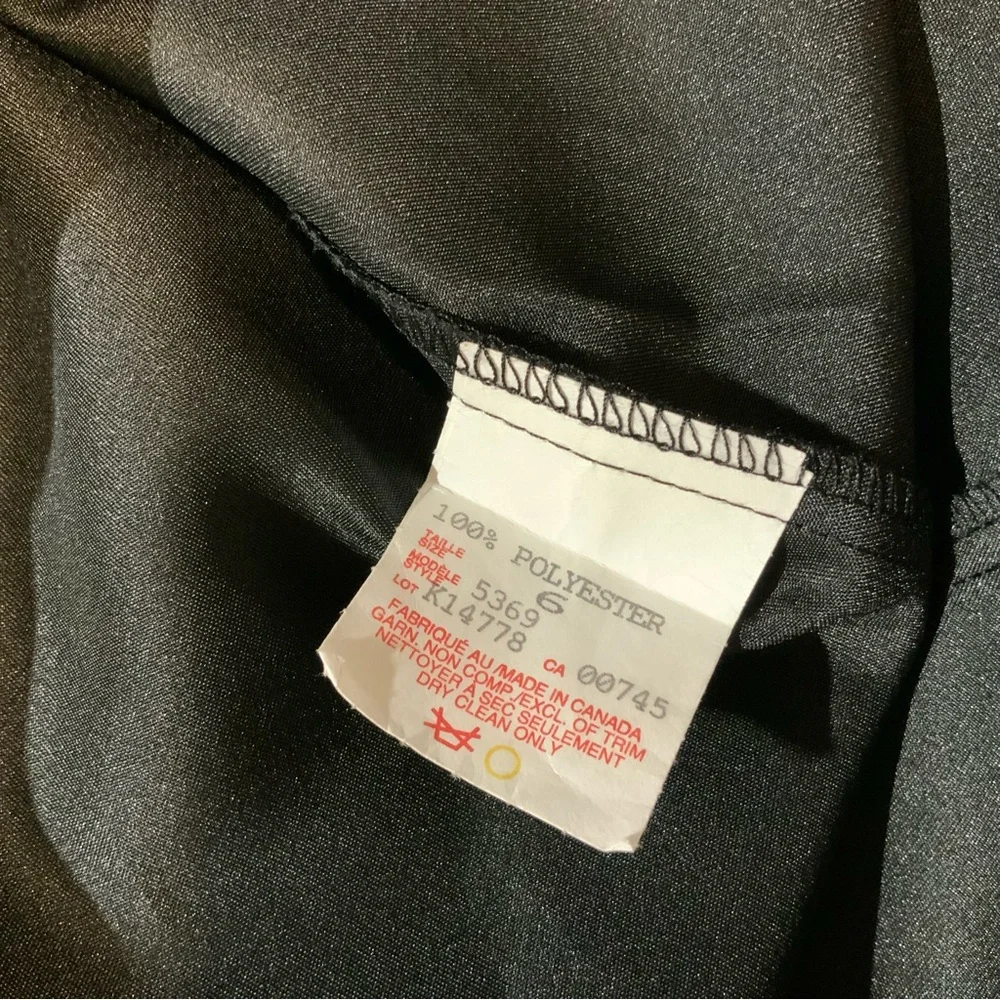 100% POLYESTER
TAILLE
SIZE 6
MODÈLE
STYLE 5369
LOT K14778 CA 00745
FABRIQUÉ AU/MADE IN CANADA
GARN. NON COMP./EXCL. OF TRIM
NETTOYER À SEC SEULEMENT
DRY CLEAN ONLY